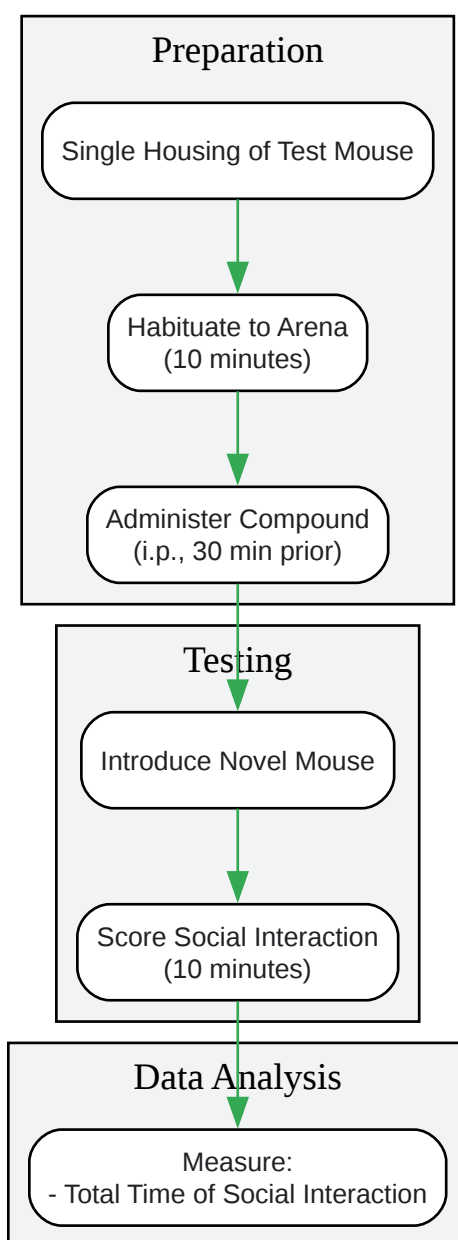 Preparation
Single Housing of Test Mouse
Habituate to Arena
(10 minutes)
Administer Compound
(i.p., 30 min prior)
Testing
Introduce Novel Mouse
Score Social Interaction
(10 minutes)
Data Analysis
Measure:
- Total Time of Social Interaction